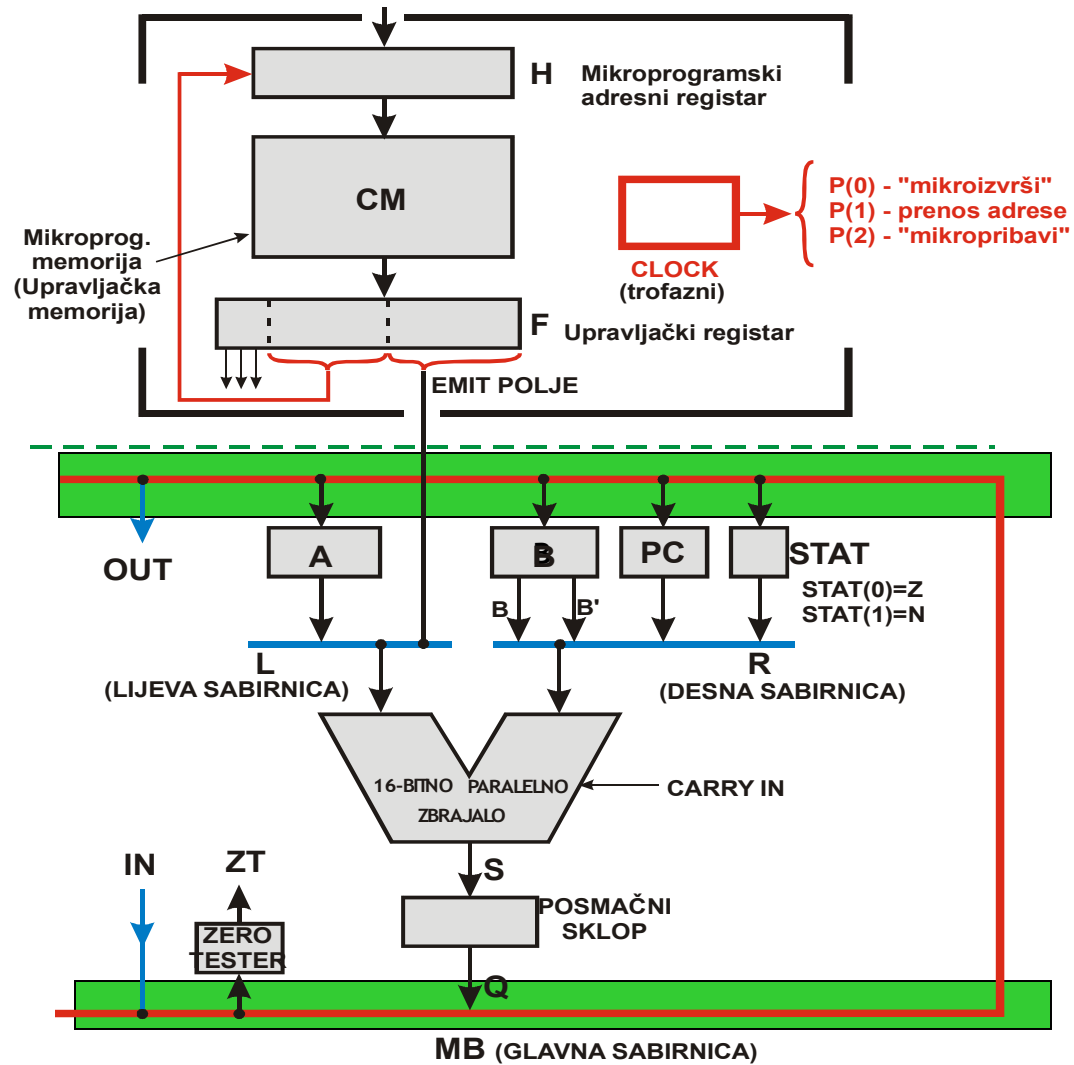 H
Mikroprogramski
adresni registar
CM
P(0) - "mikroizvrši"
P(1) - prenos adrese
P(2) - "mikropribavi"
Mikroprog.
memorija
(Upravljačka
memorija)
CLOCK
(trofazni)
F
Upravljački registar
EMIT POLJE
OUT
A
B
PC
STAT
STAT(0)=Z
STAT(1)=N
B
B'
L
(LIJEVA SABIRNICA)
R
(DESNA SABIRNICA)
16-BITNO PARALELNO
ZBRAJALO
CARRY IN
S
IN
ZT
POSMAČNI
SKLOP
ZERO
TESTER
Q
MB (GLAVNA SABIRNICA)